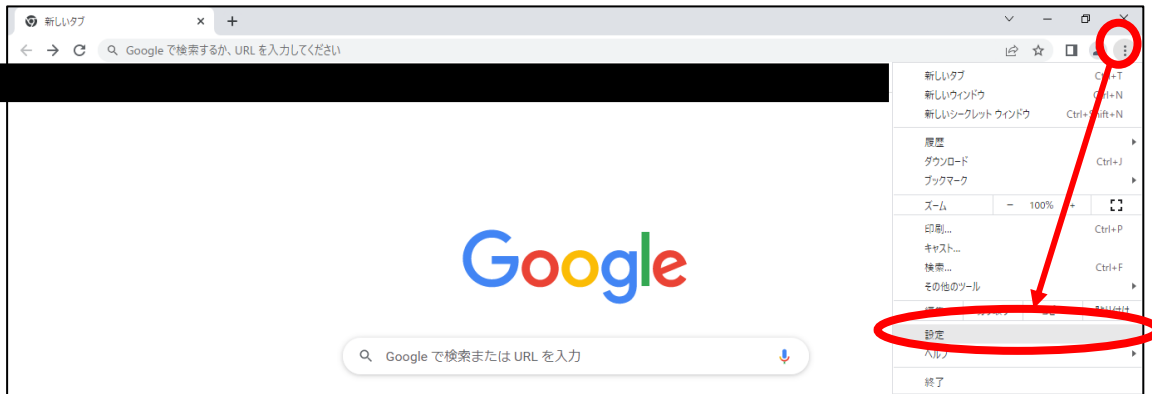 新しいタブ
Google で検索するか、URL を入力してください
新しいタブ Ctrl+T
新しいウィンドウ Ctrl+N
新しいシークレット ウィンドウ Ctrl+Shift+N
履歴
ダウンロード Ctrl+J
ブックマーク
ズーム - 100% +
印刷... Ctrl+P
キャスト...
検索... Ctrl+F
その他のツール
設定
ヘルプ
終了
Google
Google で検索または URL を入力